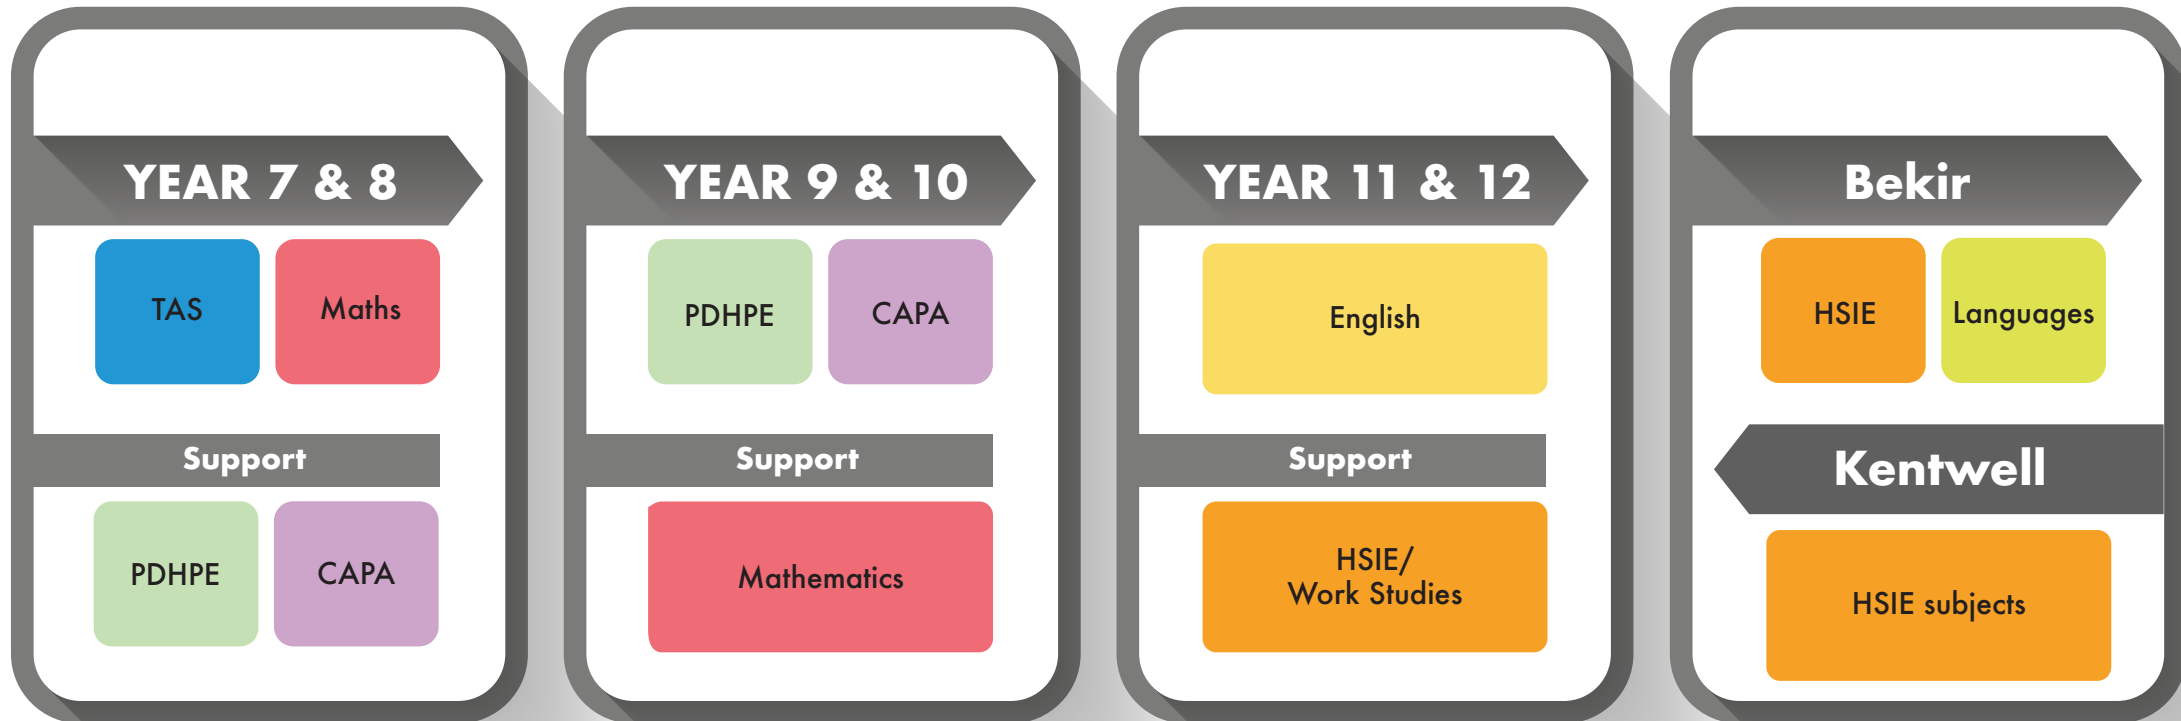 YEAR 7 & 8
TAS
Maths
Support
PDHPE
CAPA
YEAR 9 & 10
PDHPE
CAPA
Support
Mathematics
YEAR 11 & 12
English
Support
HSIE/
Work Studies
Bekir
HSIE
Languages
Kentwell
HSIE subjects